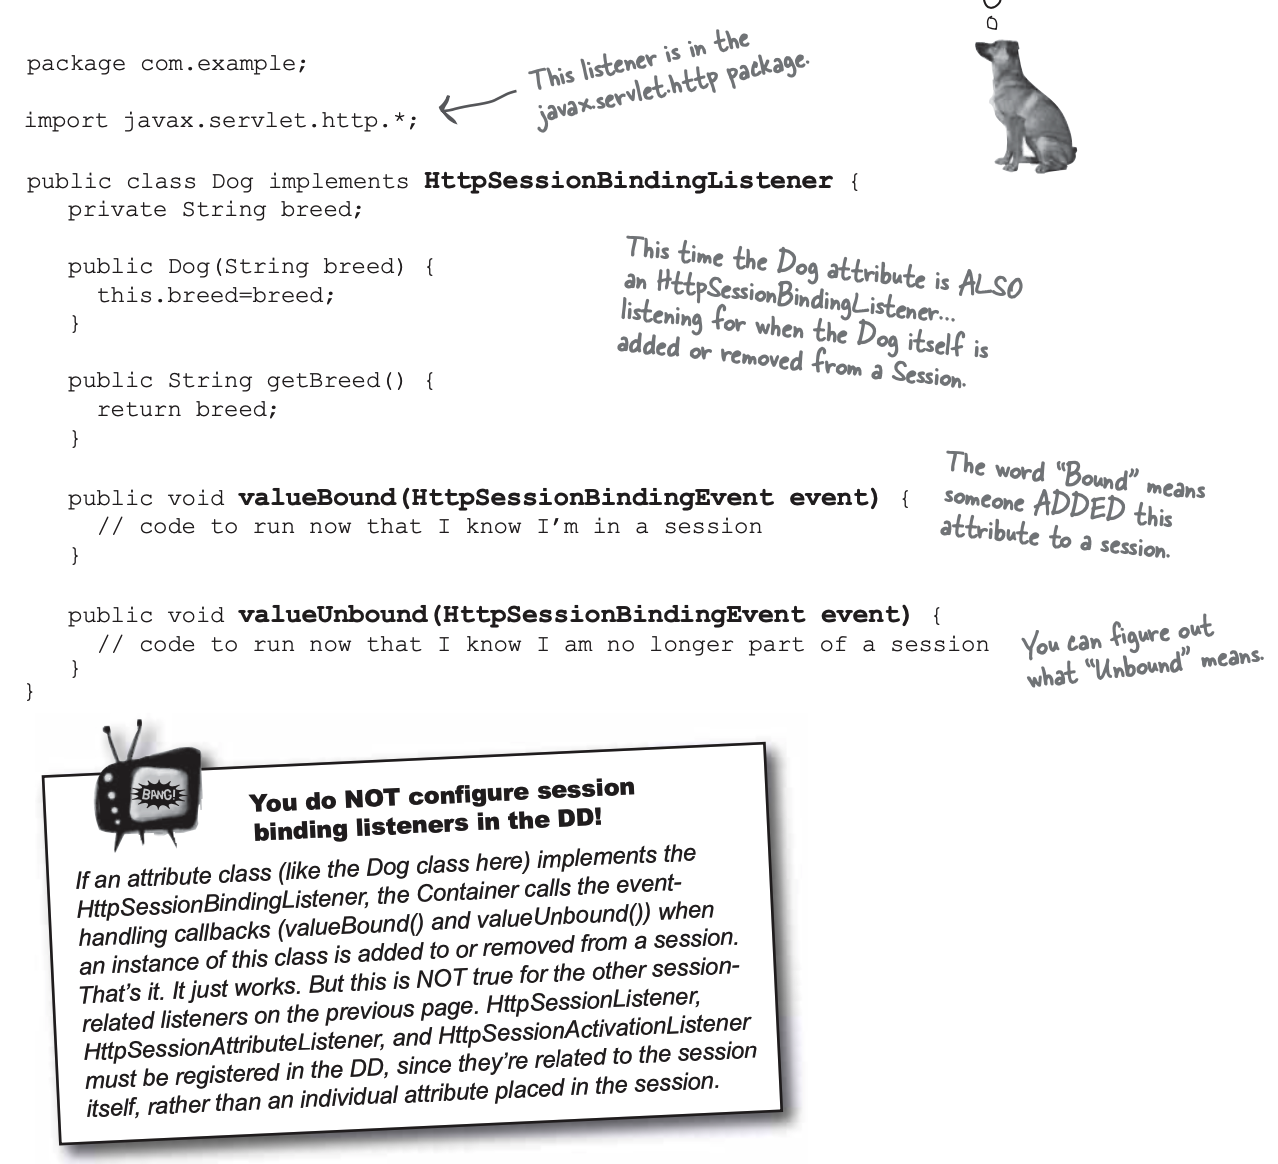 package com.example;
This listener is in the
javax.servlet.http package.
import javax.servlet.http.*;
public class Dog implements HttpSessionBindingListener {
private String breed;
public Dog(String breed) {
this.breed=breed;
}
This time the Dog attribute is ALSO
an HttpSessionBindingListener...
listening for when the Dog itself is
added or removed from a Session.
public String getBreed() {
return breed;
}
public void valueBound(HttpSessionBindingEvent event) {
// code to run now that I know I’m in a session
}
The word “Bound” means
someone ADDED this
attribute to a session.
public void valueUnbound(HttpSessionBindingEvent event) {
// code to run now that I know I am no longer part of a session
}
}
You can figure out
what “Unbound” means.
BANG!
You do NOT configure session
binding listeners in the DD!
If an attribute class (like the Dog class here) implements the
HttpSessionBindingListener, the Container calls the event-
handling callbacks (valueBound() and valueUnbound()) when
an instance of this class is added to or removed from a session.
That’s it. It just works. But this is NOT true for the other session-
related listeners on the previous page. HttpSessionListener,
HttpSessionAttributeListener, and HttpSessionActivationListener
must be registered in the DD, since they’re related to the session
itself, rather than an individual attribute placed in the session.